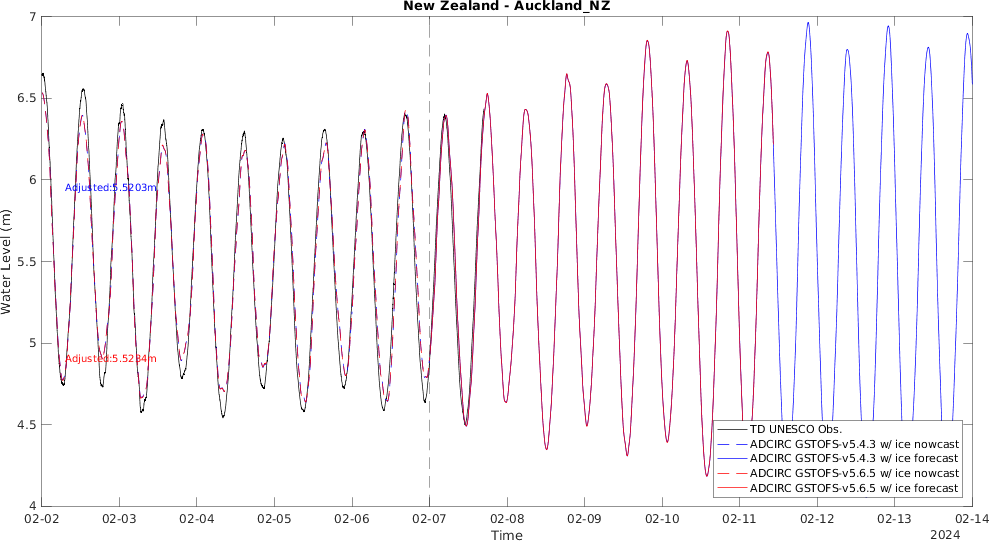 New Zealand - Auckland_NZ
7
6.5
6
5.5
5
4.5
4
Water Level (m)
Adjusted:5.5203m
Adjusted:5.5284m
TD UNESCO Obs.
ADCIRC GSTOFS-v5.4.3 w/ ice nowcast
ADCIRC GSTOFS-v5.4.3 w/ ice forecast
ADCIRC GSTOFS-v5.6.5 w/ ice nowcast
ADCIRC GSTOFS-v5.6.5 w/ ice forecast
02-02 02-03 02-04 02-05 02-06 02-07 02-08 02-09 02-10 02-11 02-12 02-13 02-14
Time
2024